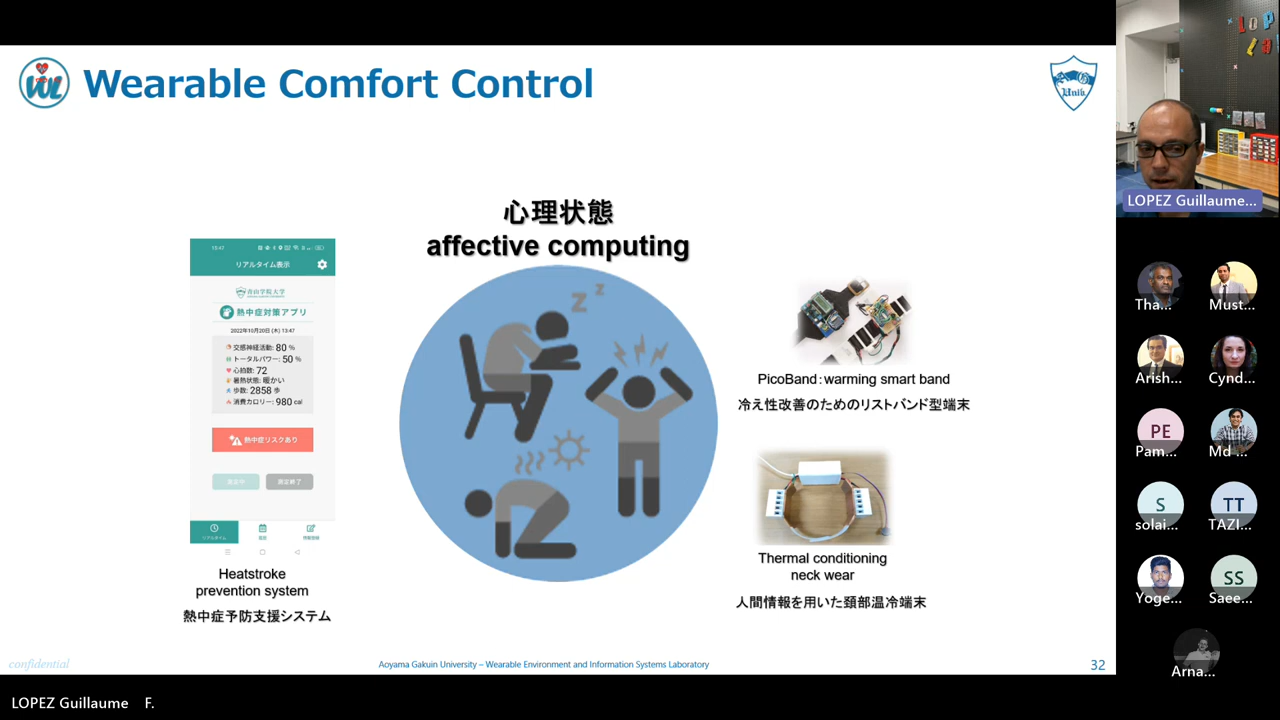 Wearable Comfort Control
心理状態
affective computing
13:47
リアルタイム表示
青山学院大学
熱中症対策アプリ
2022年10月20日 (木) 13:47
交感神経活動: 80 %
トータルパワー: 50 %
心拍数: 72
暑熱状態: 暖かい
歩数: 2858 歩
消費カロリー: 980 cal
熱中症リスクあり
測定終了
リアルタイム
Heatstroke
prevention system
熱中症予防支援システム
z z
PicoBand：warming smart band
冷え性改善のためのリストバンド型端末
Thermal conditioning
neck wear
人間情報を用いた頚部温冷端末
confidential
Aoyama Gakuin University – Wearable Environment and Information Systems Laboratory
32
LOPEZ Guillaume F.
LOP
LOPEZ Guillaume...
Tha...
Must...
Arish...
Cynd...
PE
Pam...
Md ...
S
solai...
TT
TAZI...
Yoge...
SS
Saee...
Arna...